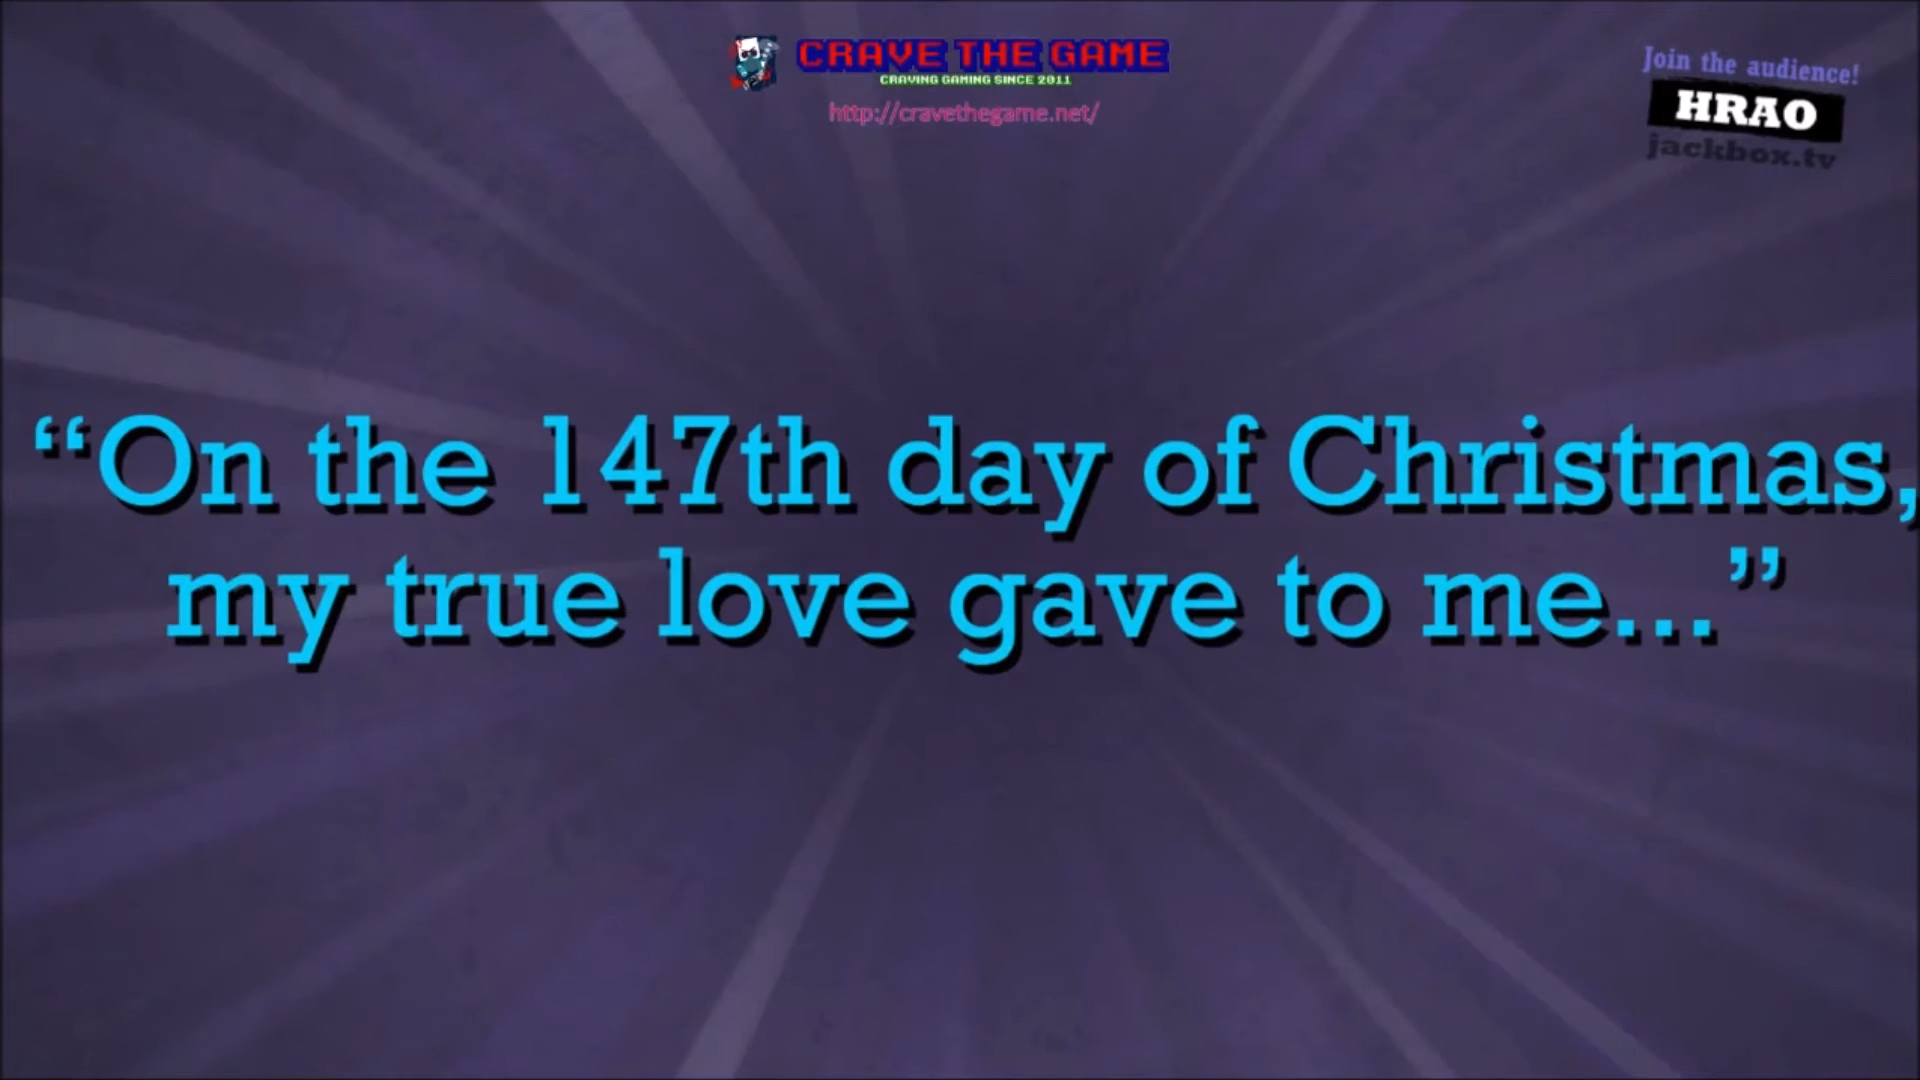 CRAVE THE GAME
CRAVING GAMING SINCE 2011
http://cravethegame.net/
Join the audience!
HRAO
jackbox.tv
“On the 147th day of Christmas,
my true love gave to me...”